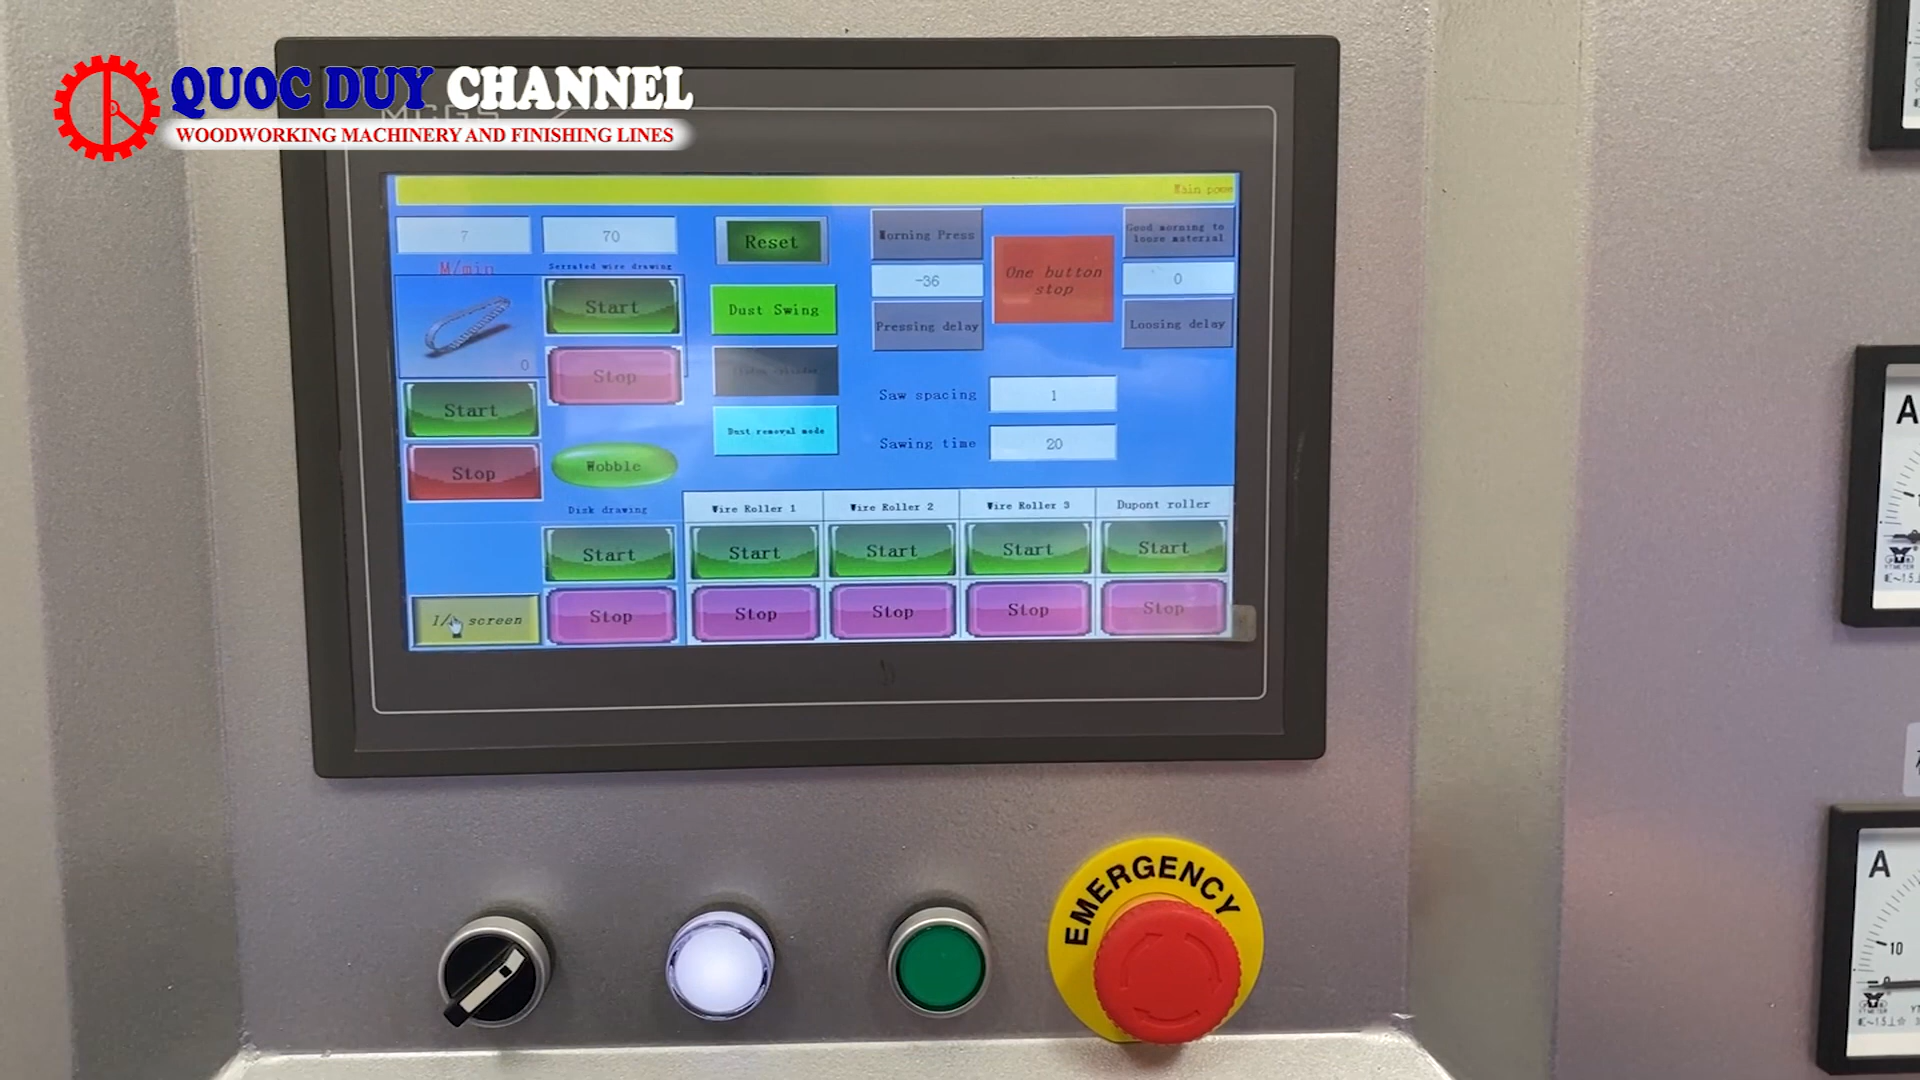 QUOC DUY CHANNEL
WOODWORKING MACHINERY AND FINISHING LINES
MCGS
Main powe
7
70
Reset
Morning Press
One button
stop
Good morning to
loose material
M/min
Serrated wire drawing
-36
0
Start
Dust Swing
Pressing delay
Loosing delay
0
Stop
Start
Dust removal mode
Saw spacing
1
Stop
Wobble
Sawing time
20
Disk drawing
Wire Roller 1
Wire Roller 2
Wire Roller 3
Dupont roller
Start
Start
Start
Start
Start
1/ screen
Stop
Stop
Stop
Stop
Stop
EMERGENCY
A
A
10
0